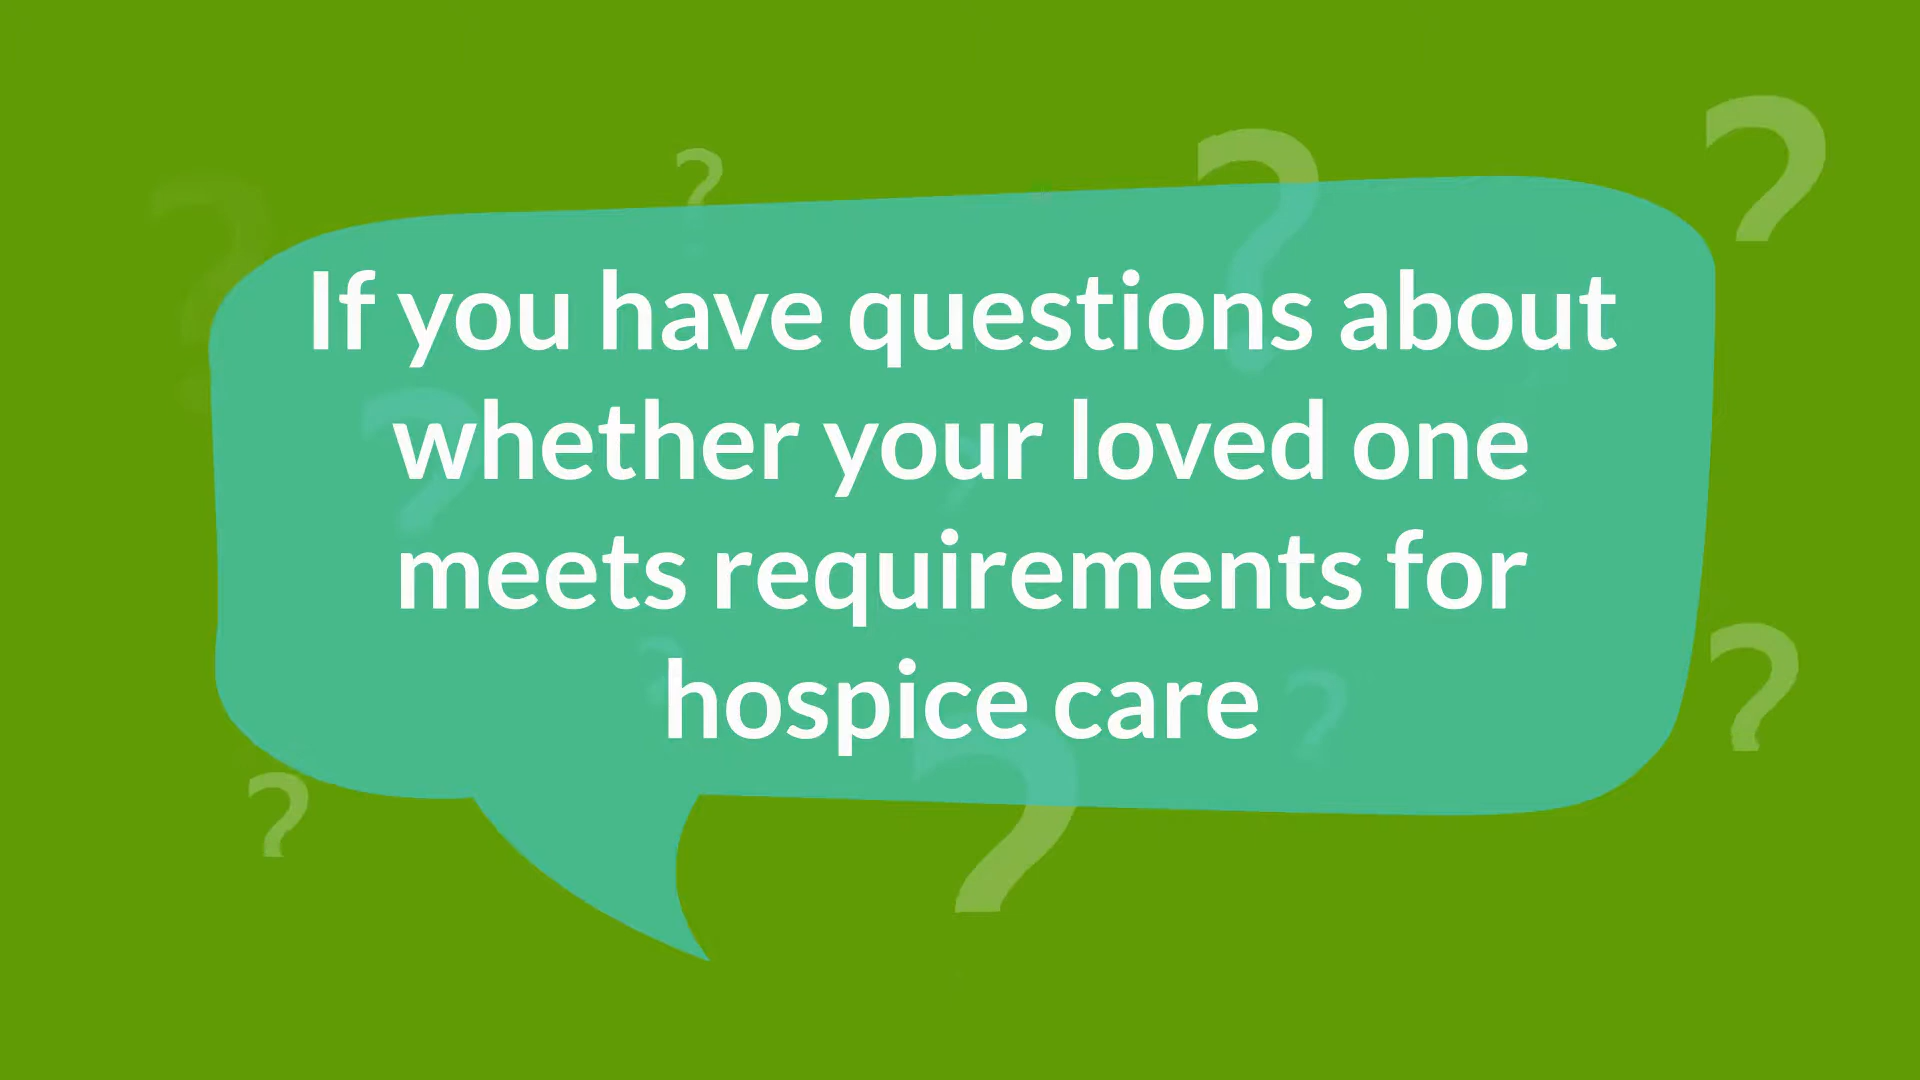 If you have questions about
whether your loved one
meets requirements for
hospice care